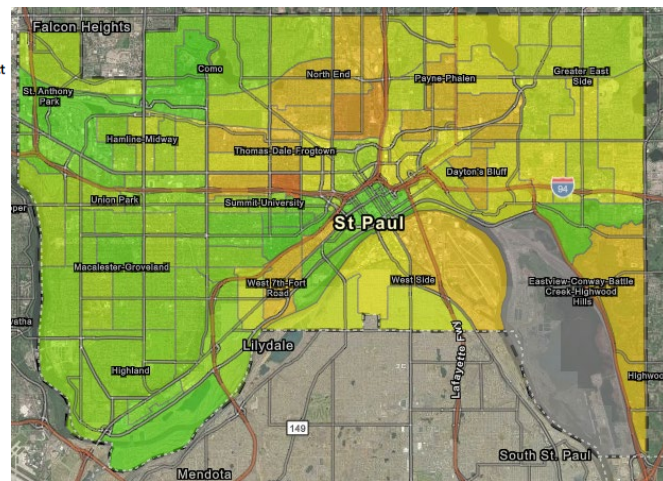 Falcon Heights
Como
North End
Payne-Phalen
Greater East
Side
St. Anthony
Park
Hamline-Midway
Thomas-Dale-Frogtown
Dayton's Bluff
94
Union Park
Summit-University
St Paul
Macalester-Groveland
West 7th-Fort
Road
West Side
Eastview-Conway-Battle
Creek-Highwood
Hills
Lilydale
Highland
Lafayette Fwy
Highwoo
149
South St. Paul
Mendota